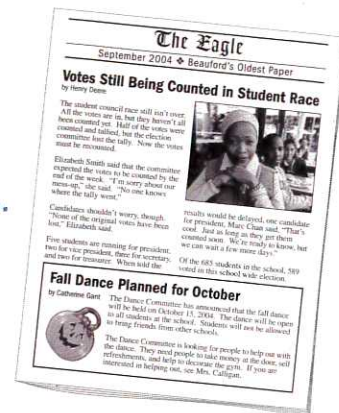 The Eagle
September 2004 ❖ Beauford's Oldest Paper
Votes Still Being Counted in Student Race
by Henry Deere
The student council race still isn't over.
All the votes are in, but they haven't all
been counted yet. Half of the votes were
counted and tallied, but the election
committee lost the tally. Now the votes
must be recounted.
Elizabeth Smith said that the committee
expected the votes to be counted by the
end of the week. "I'm sorry about our
mess-up," she said. "No one knows
where the tally went."
Candidates shouldn't worry, though.
"None of the original votes have been
lost," Elizabeth said.
Five students are running for president,
two for vice president, three for secretary,
and two for treasurer. When told the
results would be delayed, one candidate
for president, Marc Chan said, "That's
cool. Just as long as they get them
counted soon. We're ready to know, but
we can wait a few more days."
Of the 685 students in the school, 589
voted in this school wide election.
Fall Dance Planned for October
by Catherine Gant
The Dance Committee has announced that the fall dance
will be held on October 15, 2004. The dance will be open
to all students at the school. Students will not be allowed
to bring friends from other schools.
The Dance Committee is looking for people to help out with
the dance. They need people to take money at the door, sell
refreshments, and help to decorate the gym. If you are
interested in helping out, see Mrs. Calligan.